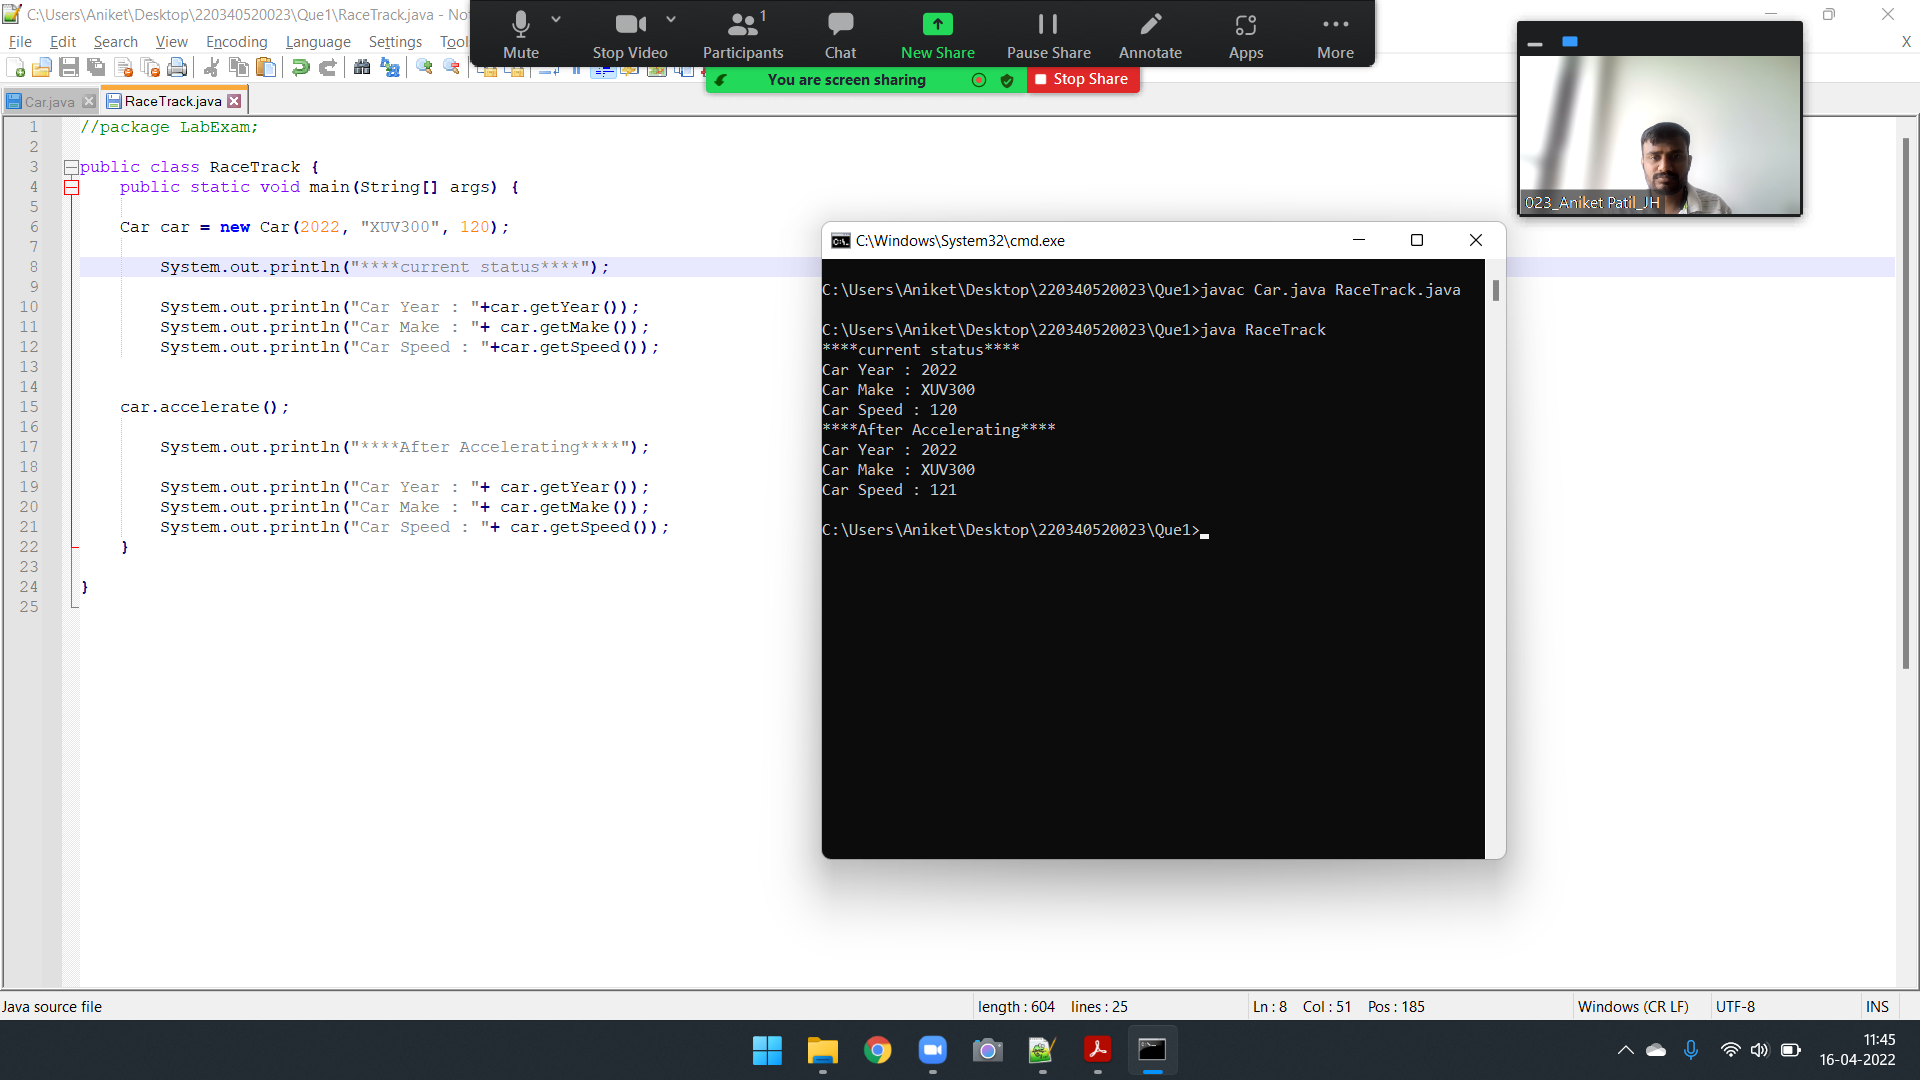 C:\Users\Aniket\Desktop\220340520023\Que1\RaceTrack.java - No
File Edit Search View Encoding Language Settings Tool
Mute Stop Video Participants 1 Chat New Share Pause Share Annotate Apps More
You are screen sharing Stop Share
X
Car.java RaceTrack.java
1 //package LabExam;
2
3 public class RaceTrack {
4 public static void main(String[] args) {
5
6 Car car = new Car(2022, "XUV300", 120);
7
8 System.out.println("****current status****");
9
10 System.out.println("Car Year : "+car.getYear());
11 System.out.println("Car Make : "+ car.getMake());
12 System.out.println("Car Speed : "+car.getSpeed());
13
14
15 car.accelerate();
16
17 System.out.println("****After Accelerating****");
18
19 System.out.println("Car Year : "+ car.getYear());
20 System.out.println("Car Make : "+ car.getMake());
21 System.out.println("Car Speed : "+ car.getSpeed());
22 }
23
24 }
25
023_Aniket Patil_JH
C:\Windows\System32\cmd.exe
C:\Users\Aniket\Desktop\220340520023\Que1>javac Car.java RaceTrack.java
C:\Users\Aniket\Desktop\220340520023\Que1>java RaceTrack
****current status****
Car Year : 2022
Car Make : XUV300
Car Speed : 120
****After Accelerating****
Car Year : 2022
Car Make : XUV300
Car Speed : 121
C:\Users\Aniket\Desktop\220340520023\Que1>
Java source file length : 604 lines : 25 Ln : 8 Col : 51 Pos : 185 Windows (CR LF) UTF-8 INS
11:45
16-04-2022